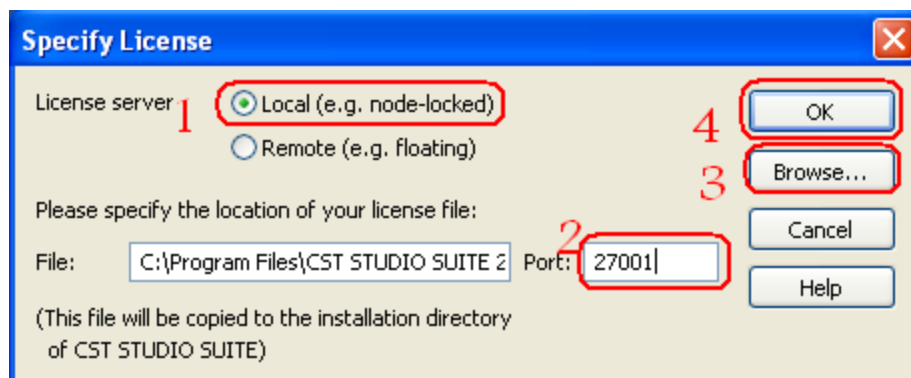 Specify License
License server 1 Local (e.g. node-locked)
4 OK
Remote (e.g. floating)
3 Browse...
Please specify the location of your license file:
Cancel
File: C:\Program Files\CST STUDIO SUITE 2 Port: 2 27001
Help
(This file will be copied to the installation directory
of CST STUDIO SUITE)